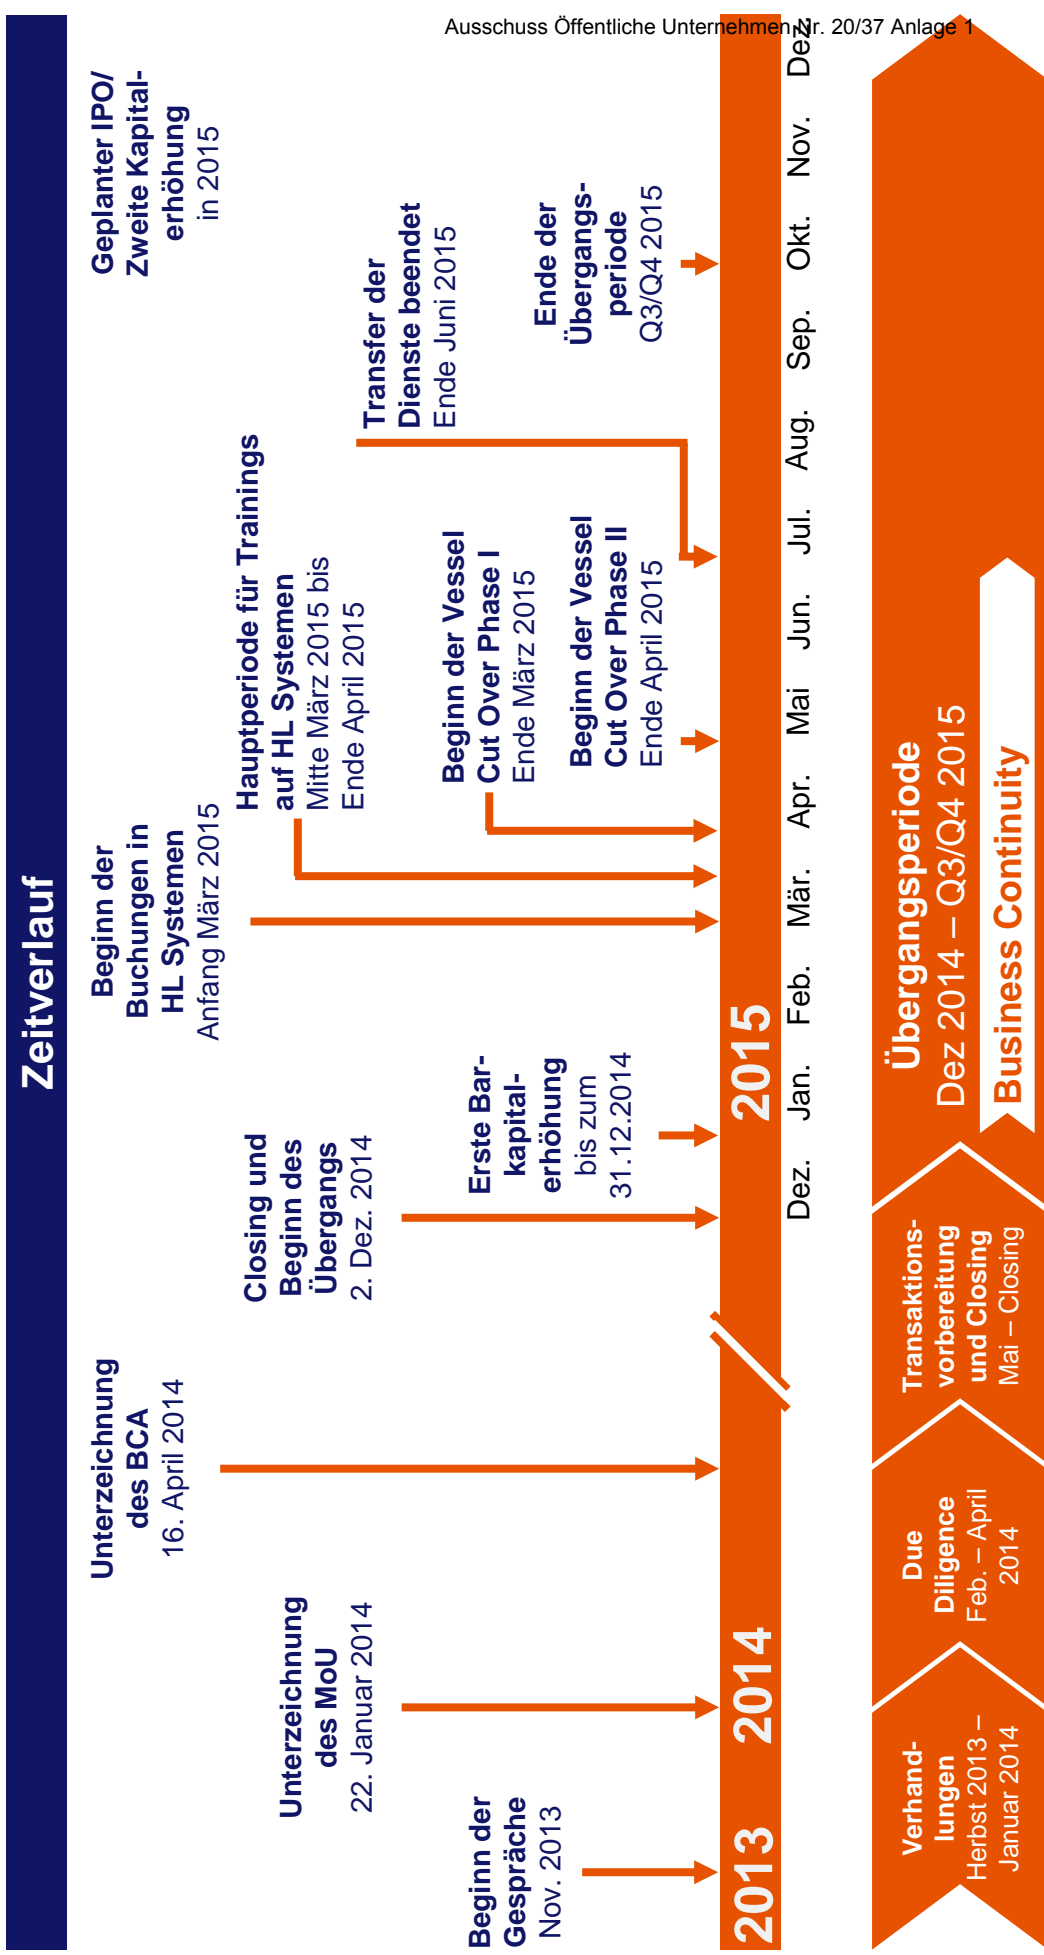 Ausschuss Öffentliche Unternehmen Nr. 20/37 Anlage 1
Zeitverlauf
Beginn der
Gespräche
Nov. 2013
Unterzeichnung
des MoU
22. Januar 2014
Unterzeichnung
des BCA
16. April 2014
Closing und
Beginn des
Übergangs
2. Dez. 2014
Erste Bar-
kapital-
erhöhung
bis zum
31.12.2014
Beginn der
Buchungen in
HL Systemen
Anfang März 2015
Hauptperiode für Trainings
auf HL Systemen
Mitte März 2015 bis
Ende April 2015
Beginn der Vessel
Cut Over Phase I
Ende März 2015
Beginn der Vessel
Cut Over Phase II
Ende April 2015
Transfer der
Dienste beendet
Ende Juni 2015
Ende der
Übergangs-
periode
Q3/Q4 2015
Geplanter IPO/
Zweite Kapital-
erhöhung
in 2015
2013 2014 2015
Dez. Jan. Feb. Mär. Apr. Mai Jun. Jul. Aug. Sep. Okt. Nov. Dez.
Verhand-
lungen
Herbst 2013 –
Januar 2014
Due
Diligence
Feb. – April
2014
Transaktions-
vorbereitung
und Closing
Mai – Closing
Übergangsperiode
Dez 2014 – Q3/Q4 2015
Business Continuity